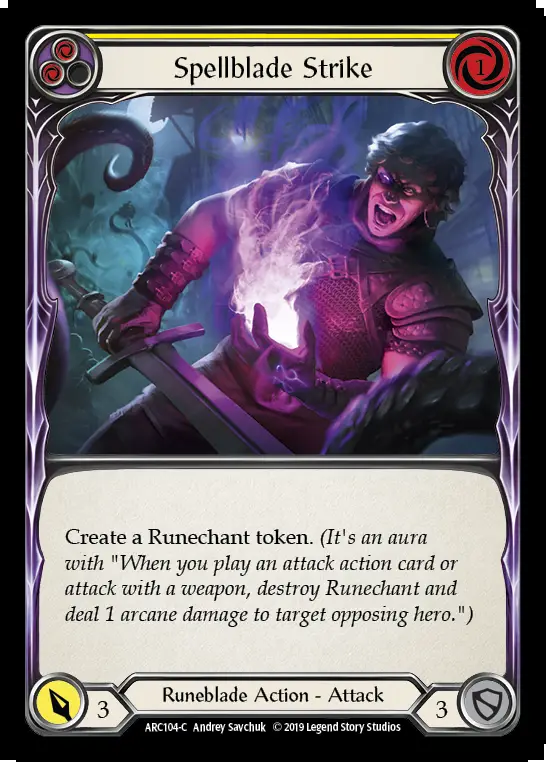 Spellblade Strike
1
Create a Runechant token. (It's an aura
with "When you play an attack action card or
attack with a weapon, destroy Runechant and
deal 1 arcane damage to target opposing hero.")
3
Runeblade Action - Attack
3
ARC104-C Andrey Savchuk © 2019 Legend Story Studios